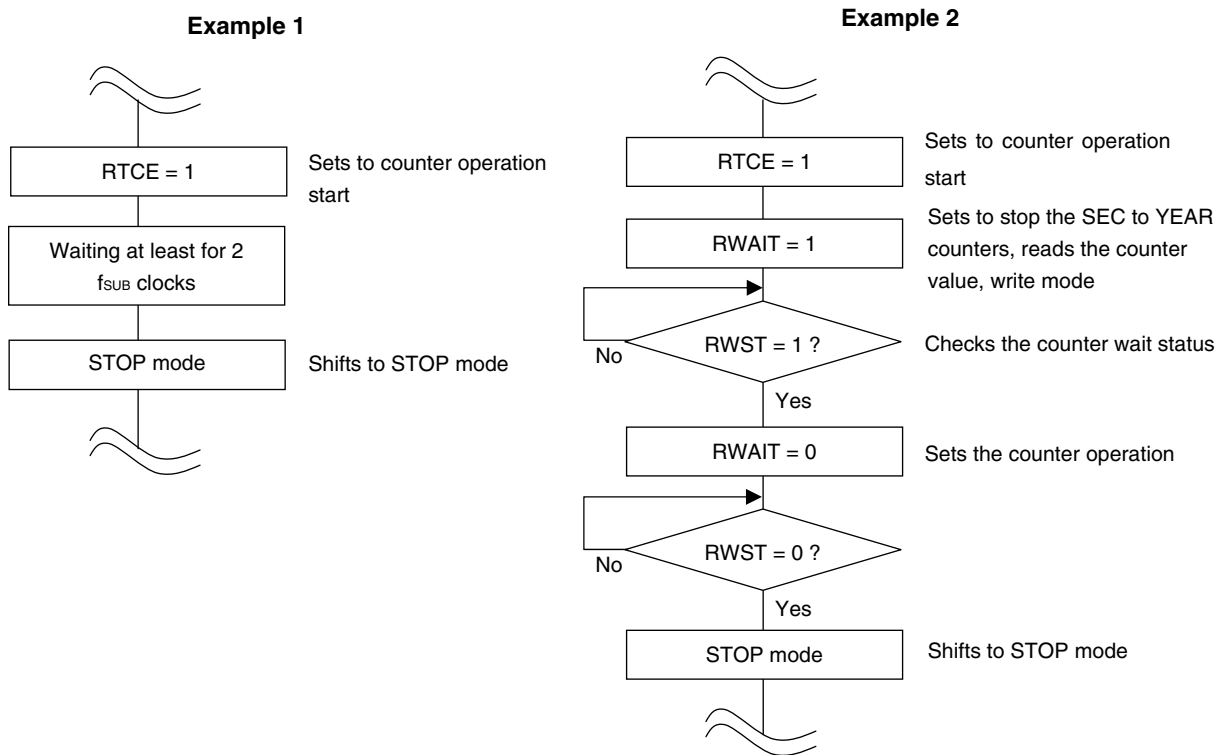 Example 1
RTCE = 1
Sets to counter operation
start
Waiting at least for 2
fSUB clocks
STOP mode
Shifts to STOP mode
Example 2
RTCE = 1
Sets to counter operation
start
RWAIT = 1
Sets to stop the SEC to YEAR
counters, reads the counter
value, write mode
RWST = 1 ?
No
Checks the counter wait status
Yes
RWAIT = 0
Sets the counter operation
RWST = 0 ?
No
Yes
STOP mode
Shifts to STOP mode